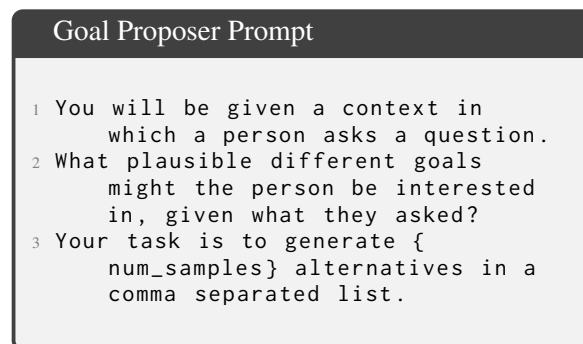 Goal Proposer Prompt
1 You will be given a context in
which a person asks a question.
2 What plausible different goals
might the person be interested
in, given what they asked?
3 Your task is to generate {
num_samples} alternatives in a
comma separated list.